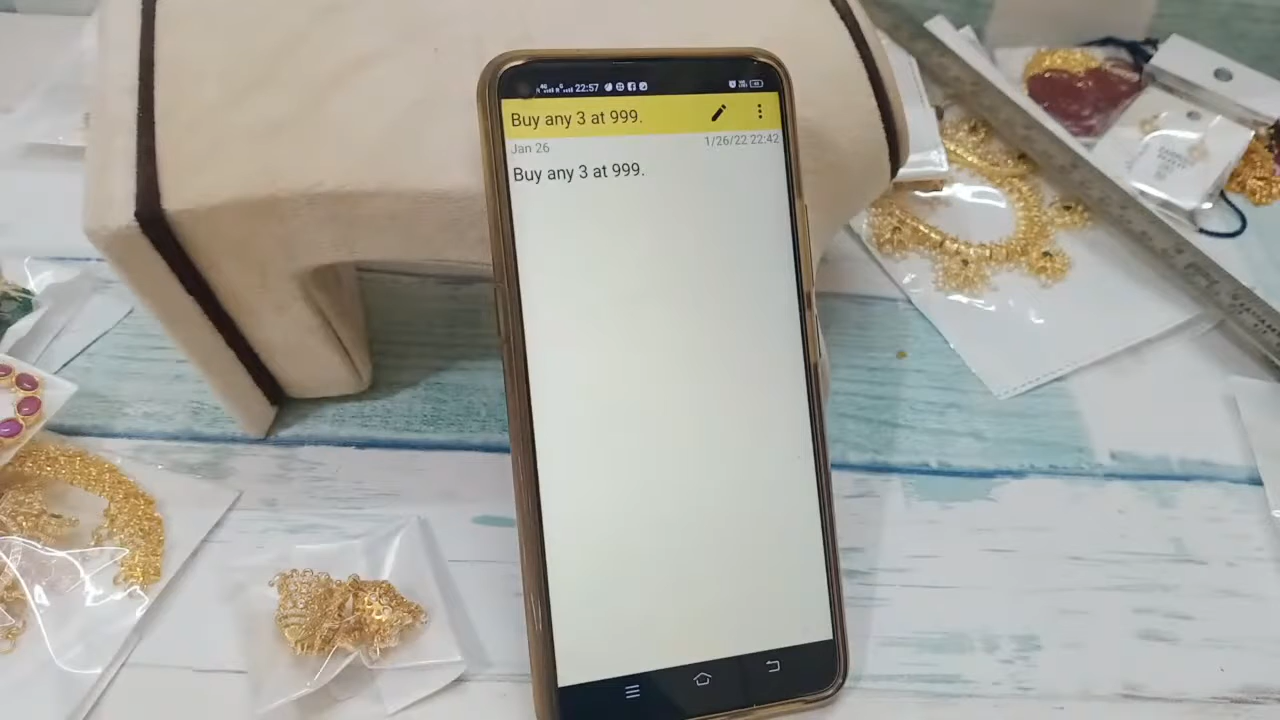 22:57
Buy any 3 at 999.
Jan 26
1/26/22 22:42
Buy any 3 at 999.